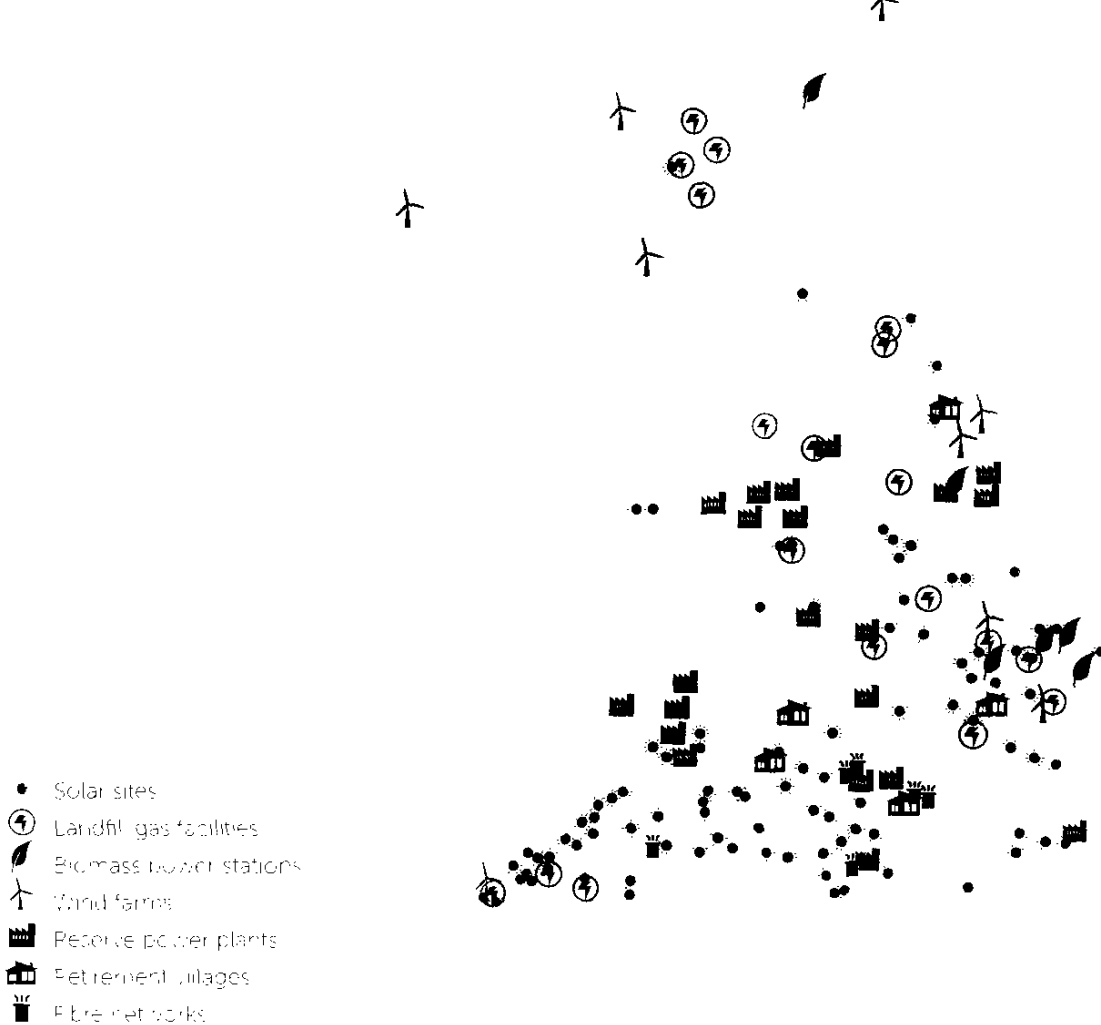 Solar sites
Landfill gas facilities
Biomass power stations
Wind farms
Reserve power plants
Retirement villages
Fibre networks